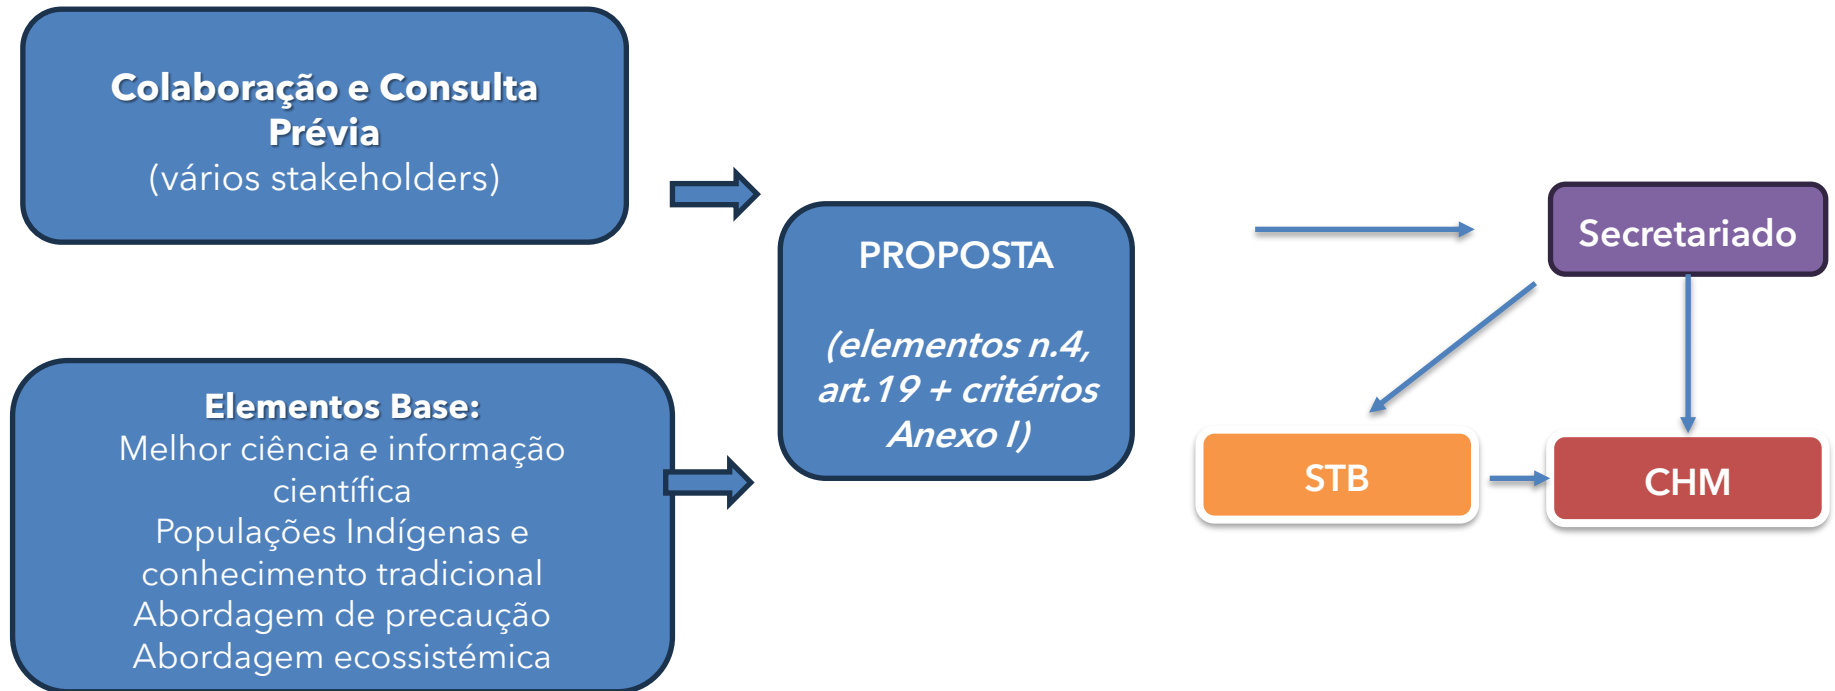 Colaboração e Consulta
Prévia
(vários stakeholders)
Elementos Base:
Melhor ciência e informação
científica
Populações Indígenas e
conhecimento tradicional
Abordagem de precaução
Abordagem ecossistémica
PROPOSTA
(elementos n.4,
art.19 + critérios
Anexo I)
Secretariado
STB
CHM